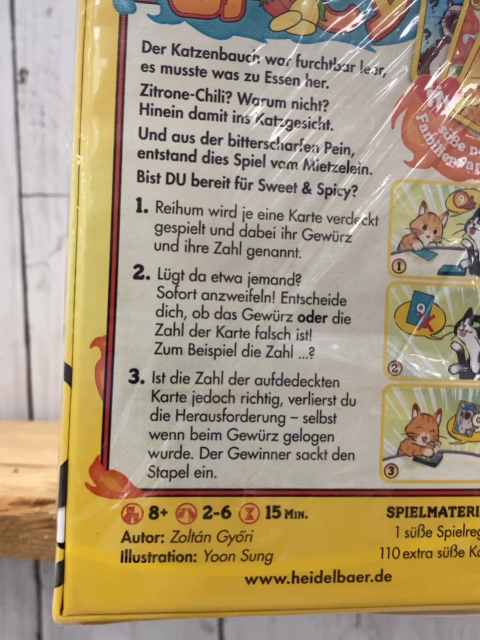 Der Katzenbauch war furchtbar leer,
es musste was zu Essen her.
Zitrone-Chili? Warum nicht?
Hinein damit ins Katzgesicht.
Und aus der bitterscharfen Pein,
entstand dies Spiel vom Mietzelein.
Bist DU bereit für Sweet & Spicy?
1. Reihum wird je eine Karte verdeckt
gespielt und dabei ihr Gewürz
und ihre Zahl genannt.
2. Lügt da etwa jemand?
Sofort anzweifeln! Entscheide
dich, ob das Gewürz oder die
Zahl der Karte falsch ist!
Zum Beispiel die Zahl ...?
3. Ist die Zahl der aufgedeckten
Karte jedoch richtig, verlierst du
die Herausforderung – selbst
wenn beim Gewürz gelogen
wurde. Der Gewinner sackt den
Stapel ein.
süße
1
9
2
3
8+ 2-6 15 MIN.
Autor: Zoltán Győri
Illustration: Yoon Sung
SPIELMATERI
1 süße Spielreg
110 extra süße Ka
www.heidelbaer.de